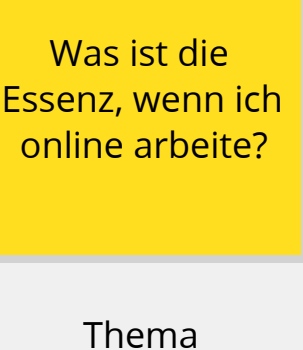 Was ist die
Essenz, wenn ich
online arbeite?
Thema